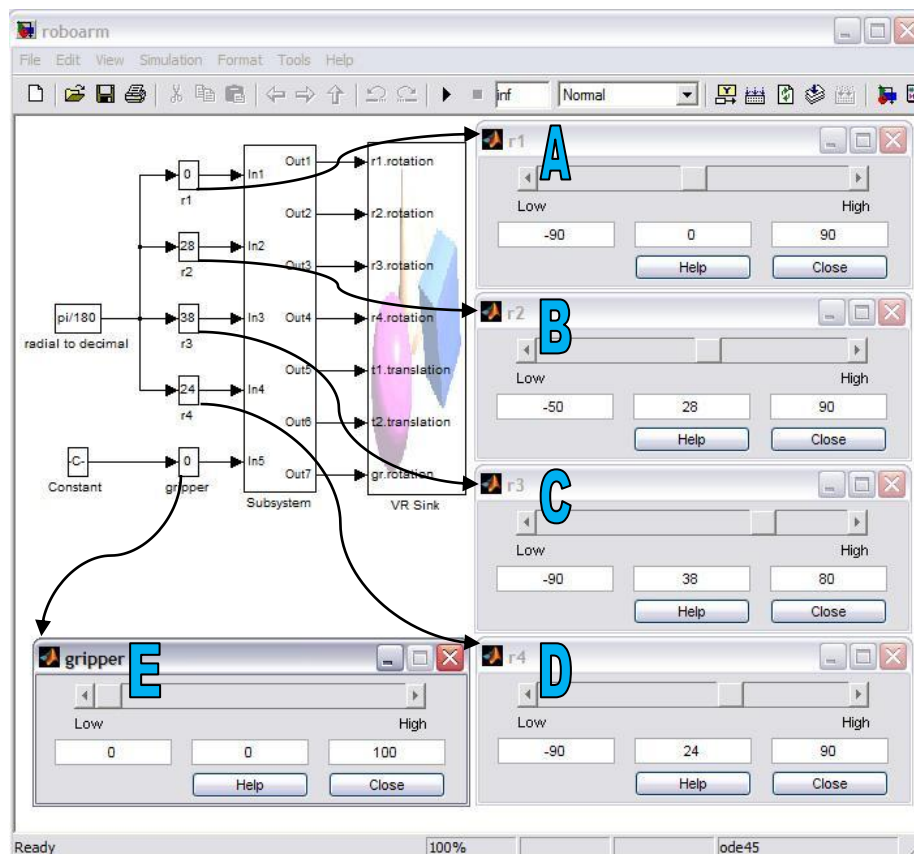 roboarm
File Edit View Simulation Format Tools Help
inf Normal
0
r1
28
r2
38
r3
24
r4
pi/180
radial to decimal
-C-
Constant
0
gripper
In1
In2
In3
In4
In5
Out1
Out2
Out3
Out4
Out5
Out6
Out7
Subsystem
r1.rotation
r2.rotation
r3.rotation
r4.rotation
t1.translation
t2.translation
gr.rotation
VR Sink
r1 A
Low High
-90 0 90
Help Close
r2 B
Low High
-50 28 90
Help Close
r3 C
Low High
-90 38 80
Help Close
r4 D
Low High
-90 24 90
Help Close
gripper E
Low High
0 0 100
Help Close
Ready 100% ode45